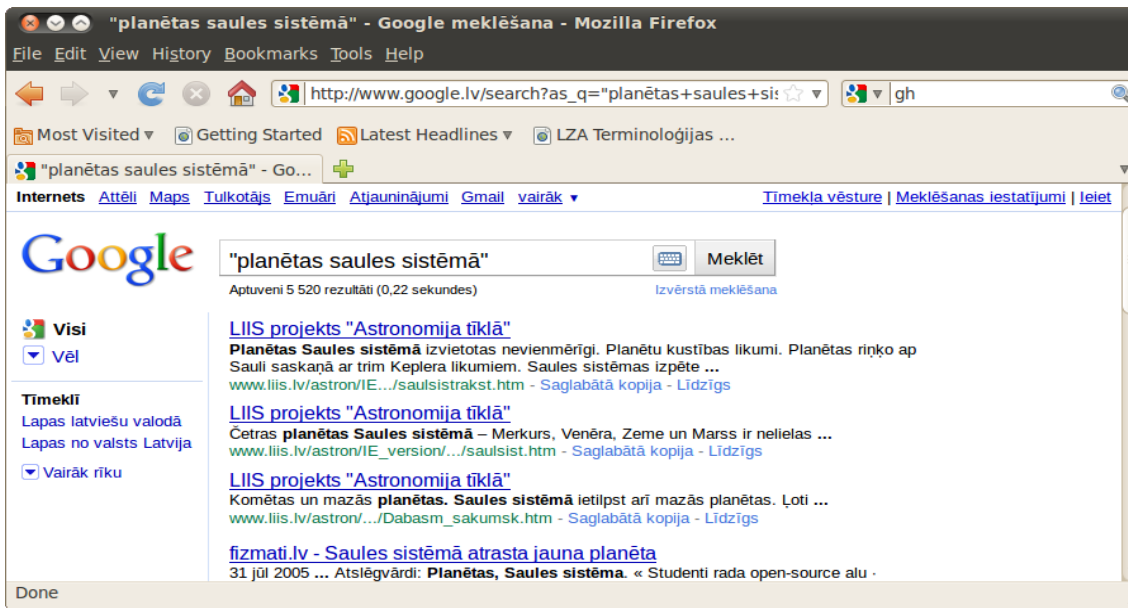 "planētas saules sistēmā" - Google meklēšana - Mozilla Firefox
File Edit View History Bookmarks Tools Help
http://www.google.lv/search?as_q="planētas+saules+sis gh
Most Visited Getting Started Latest Headlines LZA Terminoloģijas ...
"planētas saules sistēmā" - Go...
Internets Attēli Maps Tulkotājs Emuāri Atjauninājumi Gmail vairāk Tīmekļa vēsture | Meklēšanas iestatījumi | Ieiet
Google "planētas saules sistēmā" Meklēt
Aptuveni 5 520 rezultāti (0,22 sekundes) Izvērstā meklēšana
Visi
Vēl
Tīmeklī
Lapas latviešu valodā
Lapas no valsts Latvija
Vairāk rīku
LIIS projekts "Astronomija tīklā"
Planētas Saules sistēmā izvietotas nevienmērīgi. Planētu kustības likumi. Planētas riņķo ap
Sauli saskaņā ar trim Keplera likumiem. Saules sistēmas izpēte ...
www.liis.lv/astron/IE.../saulsistrakst.htm - Saglabātā kopija - Līdzīgs
LIIS projekts "Astronomija tīklā"
Četras planētas Saules sistēmā – Merkurs, Venēra, Zeme un Marss ir nelielas ...
www.liis.lv/astron/IE_version/.../saulsist.htm - Saglabātā kopija - Līdzīgs
LIIS projekts "Astronomija tīklā"
Komētas un mazās planētas. Saules sistēmā ietilpst arī mazās planētas. Ļoti ...
www.liis.lv/astron/.../Dabasm_sakumsk.htm - Saglabātā kopija - Līdzīgs
fizmati.lv - Saules sistēmā atrasta jauna planēta
31 jūl 2005 ... Atslēgvārdi: Planētas, Saules sistēma. « Studenti rada open-source alu ·
Done